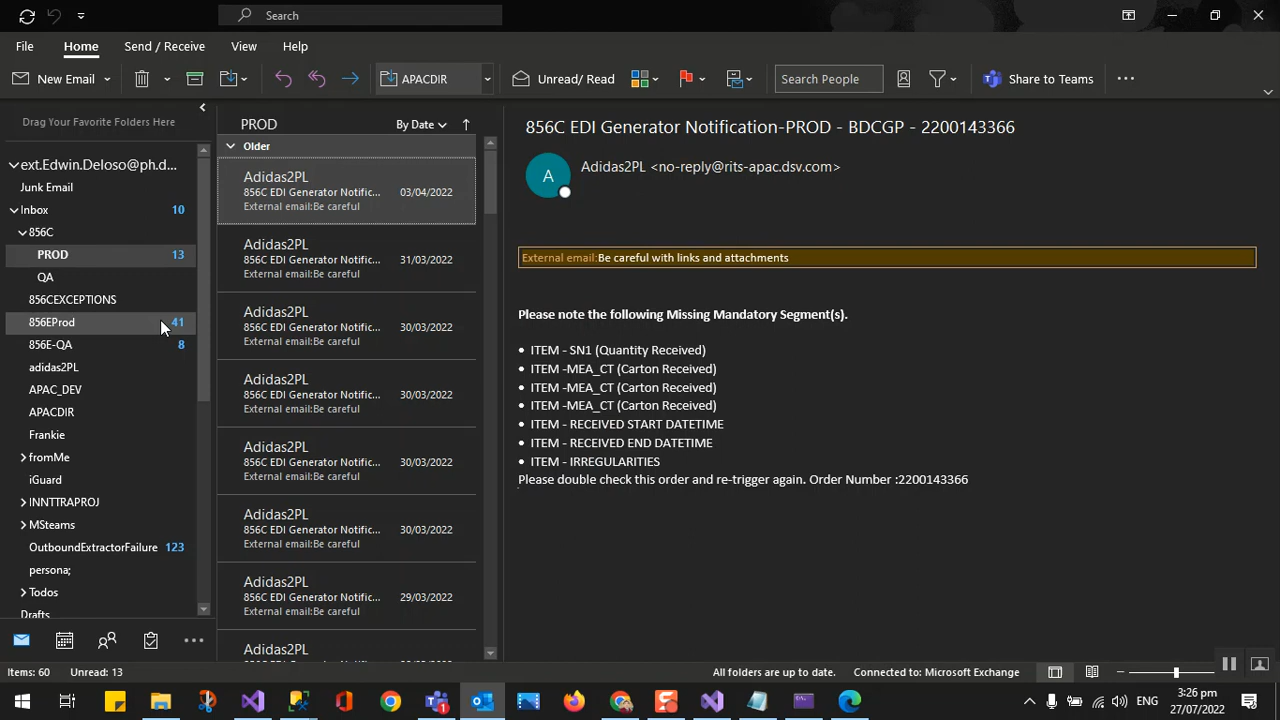 Search
File
Home
Send / Receive
View
Help
New Email
APACDIR
Unread/ Read
Search People
Share to Teams
Drag Your Favorite Folders Here
ext.Edwin.Deloso@ph.d...
Junk Email
Inbox 10
856C
PROD 13
QA
856CEXCEPTIONS
856EProd 41
856E-QA 8
adidas2PL
APAC_DEV
APACDIR
Frankie
fromMe
iGuard
INNTTRAPROJ
MSteams
OutboundExtractorFailure 123
persona;
Todos
Drafts
PROD By Date
Older
Adidas2PL
856C EDI Generator Notific... 03/04/2022
External email:Be careful
Adidas2PL
856C EDI Generator Notific... 31/03/2022
External email:Be careful
Adidas2PL
856C EDI Generator Notific... 30/03/2022
External email:Be careful
Adidas2PL
856C EDI Generator Notific... 30/03/2022
External email:Be careful
Adidas2PL
856C EDI Generator Notific... 30/03/2022
External email:Be careful
Adidas2PL
856C EDI Generator Notific... 30/03/2022
External email:Be careful
Adidas2PL
856C EDI Generator Notific... 29/03/2022
External email:Be careful
Adidas2PL
856C EDI Generator Notification-PROD - BDCGP - 2200143366
A
Adidas2PL <no-reply@rits-apac.dsv.com>
External email:Be careful with links and attachments
Please note the following Missing Mandatory Segment(s).
• ITEM - SN1 (Quantity Received)
• ITEM -MEA_CT (Carton Received)
• ITEM -MEA_CT (Carton Received)
• ITEM -MEA_CT (Carton Received)
• ITEM - RECEIVED START DATETIME
• ITEM - RECEIVED END DATETIME
• ITEM - IRREGULARITIES
Please double check this order and re-trigger again. Order Number :2200143366
Items: 60 Unread: 13
All folders are up to date.
Connected to: Microsoft Exchange
ENG
3:26 pm
27/07/2022